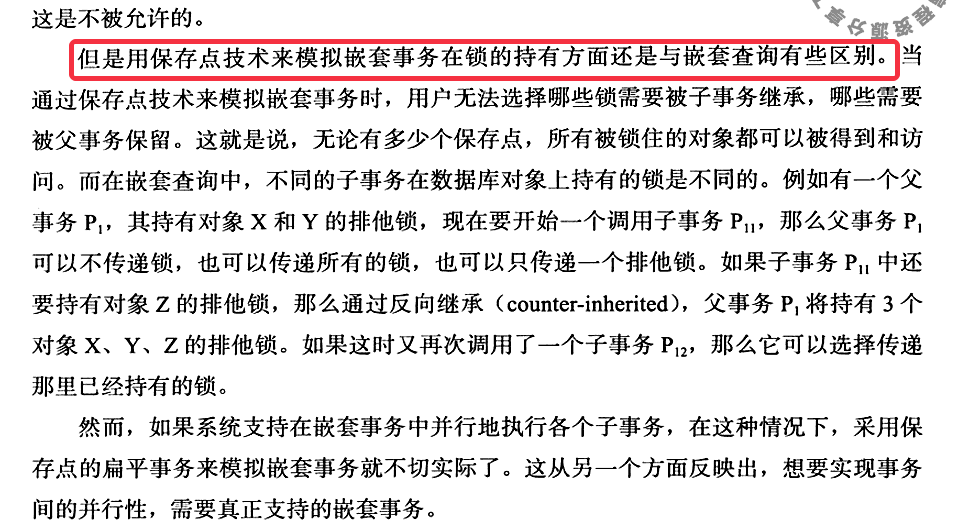 这是不被允许的。
但是用保存点技术来模拟嵌套事务在锁的持有方面还是与嵌套查询有些区别。当
通过保存点技术来模拟嵌套事务时，用户无法选择哪些锁需要被子事务继承，哪些需要
被父事务保留。这就是说，无论有多少个保存点，所有被锁住的对象都可以被得到和访
问。而在嵌套查询中，不同的子事务在数据库对象上持有的锁是不同的。例如有一个父
事务 P₁，其持有对象 X 和 Y 的排他锁，现在要开始一个调用子事务 P₁₁，那么父事务 P₁
可以不传递锁，也可以传递所有的锁，也可以只传递一个排他锁。如果子事务 P₁₁ 中还
要持有对象 Z 的排他锁，那么通过反向继承（counter-inherited），父事务 P₁ 将持有 3 个
对象 X、Y、Z 的排他锁。如果这时又再次调用了一个子事务 P₁₂，那么它可以选择传递
那里已经持有的锁。
然而，如果系统支持在嵌套事务中并行地执行各个子事务，在这种情况下，采用保
存点的扁平事务来模拟嵌套事务就不切实际了。这从另一个方面反映出，想要实现事务
间的并行性，需要真正支持的嵌套事务。
程资源分享